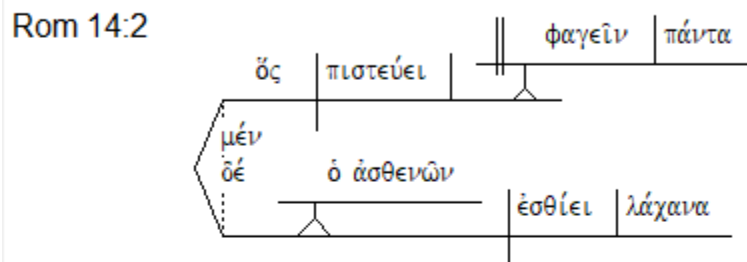 Rom 14:2
φαγεῖν πάντα
ὅς πιστεύει
μέν
δέ ὁ ἀσθενῶν
ἐσθίει λάχανα